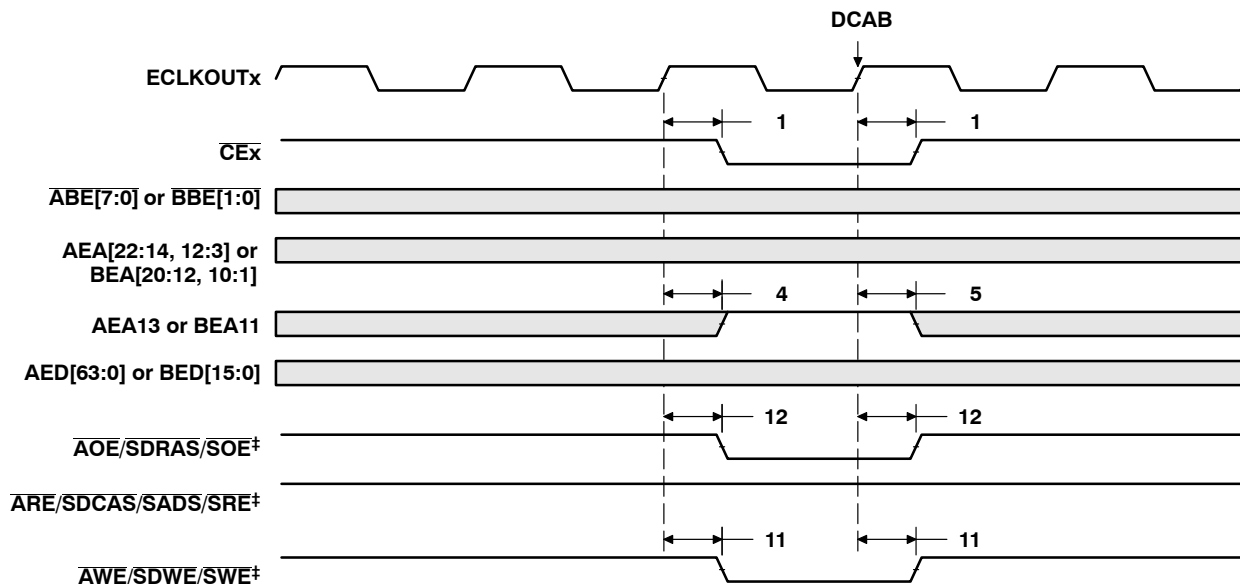 DCAB
ECLKOUTx
1 1
CEx
ABE[7:0] or BBE[1:0]
AEA[22:14, 12:3] or
BEA[20:12, 10:1]
4 5
AEA13 or BEA11
AED[63:0] or BED[15:0]
12 12
AOE/SDRAS/SOE‡
ARE/SDCAS/SADS/SRE‡
11 11
AWE/SDWE/SWE‡